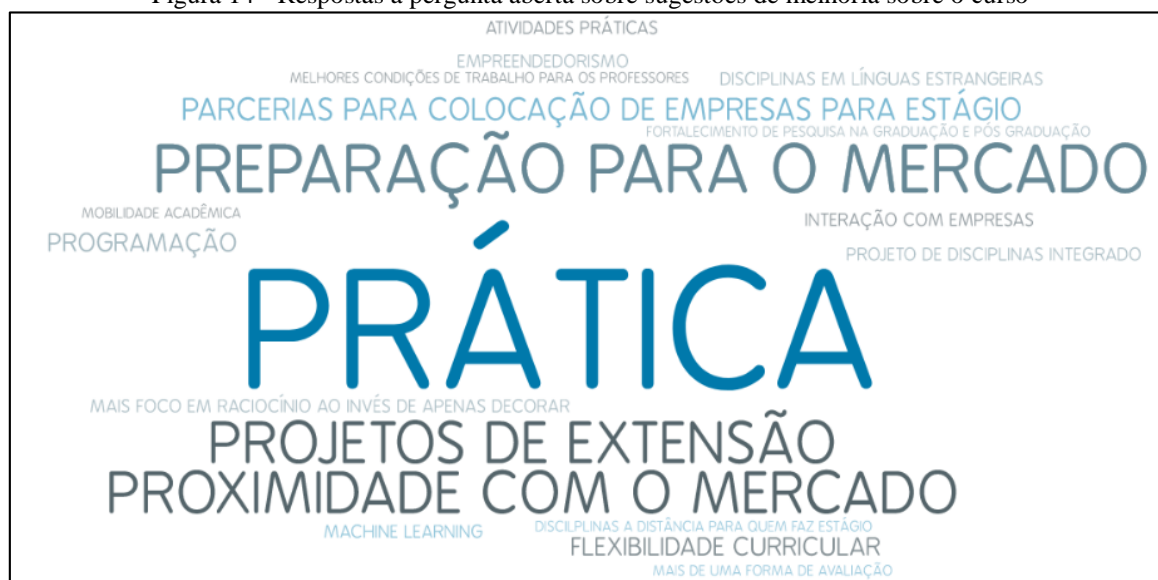 Figura 14 - Respostas à pergunta aberta sobre sugestões de melhoria sobre o curso
ATIVIDADES PRÁTICAS
EMPREENDEDORISMO
MELHORES CONDIÇÕES DE TRABALHO PARA OS PROFESSORES
DISCIPLINAS EM LÍNGUAS ESTRANGEIRAS
PARCERIAS PARA COLOCAÇÃO DE EMPRESAS PARA ESTÁGIO
FORTALECIMENTO DE PESQUISA NA GRADUAÇÃO E PÓS GRADUAÇÃO
PREPARAÇÃO PARA O MERCADO
MOBILIDADE ACADÊMICA
INTERAÇÃO COM EMPRESAS
PROGRAMAÇÃO
PROJETO DE DISCIPLINAS INTEGRADO
PRÁTICA
MAIS FOCO EM RACIOCÍNIO AO INVÉS DE APENAS DECORAR
PROJETOS DE EXTENSÃO
PROXIMIDADE COM O MERCADO
MACHINE LEARNING
DISCILPLINAS A DISTÂNCIA PARA QUEM FAZ ESTÁGIO
FLEXIBILIDADE CURRICULAR
MAIS DE UMA FORMA DE AVALIAÇÃO